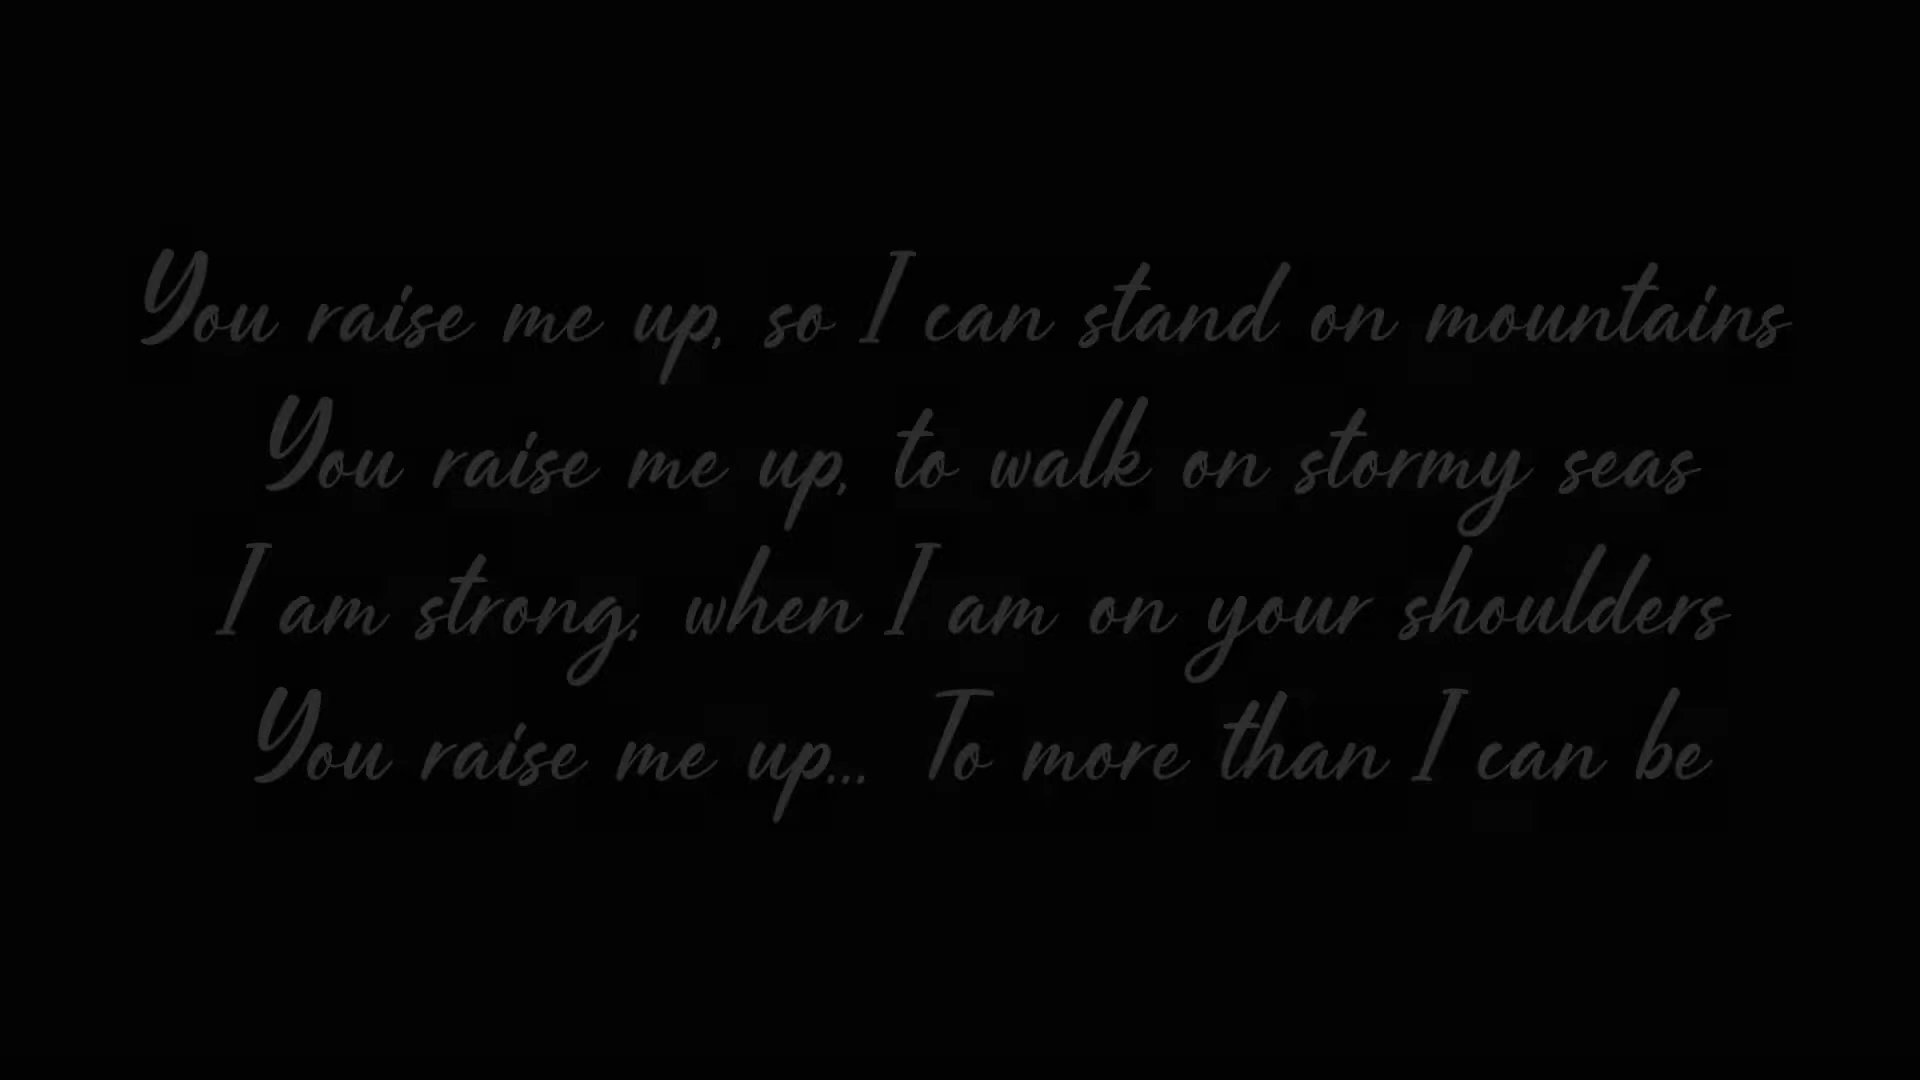 You raise me up, so I can stand on mountains
You raise me up, to walk on stormy seas
I am strong, when I am on your shoulders
You raise me up... To more than I can be